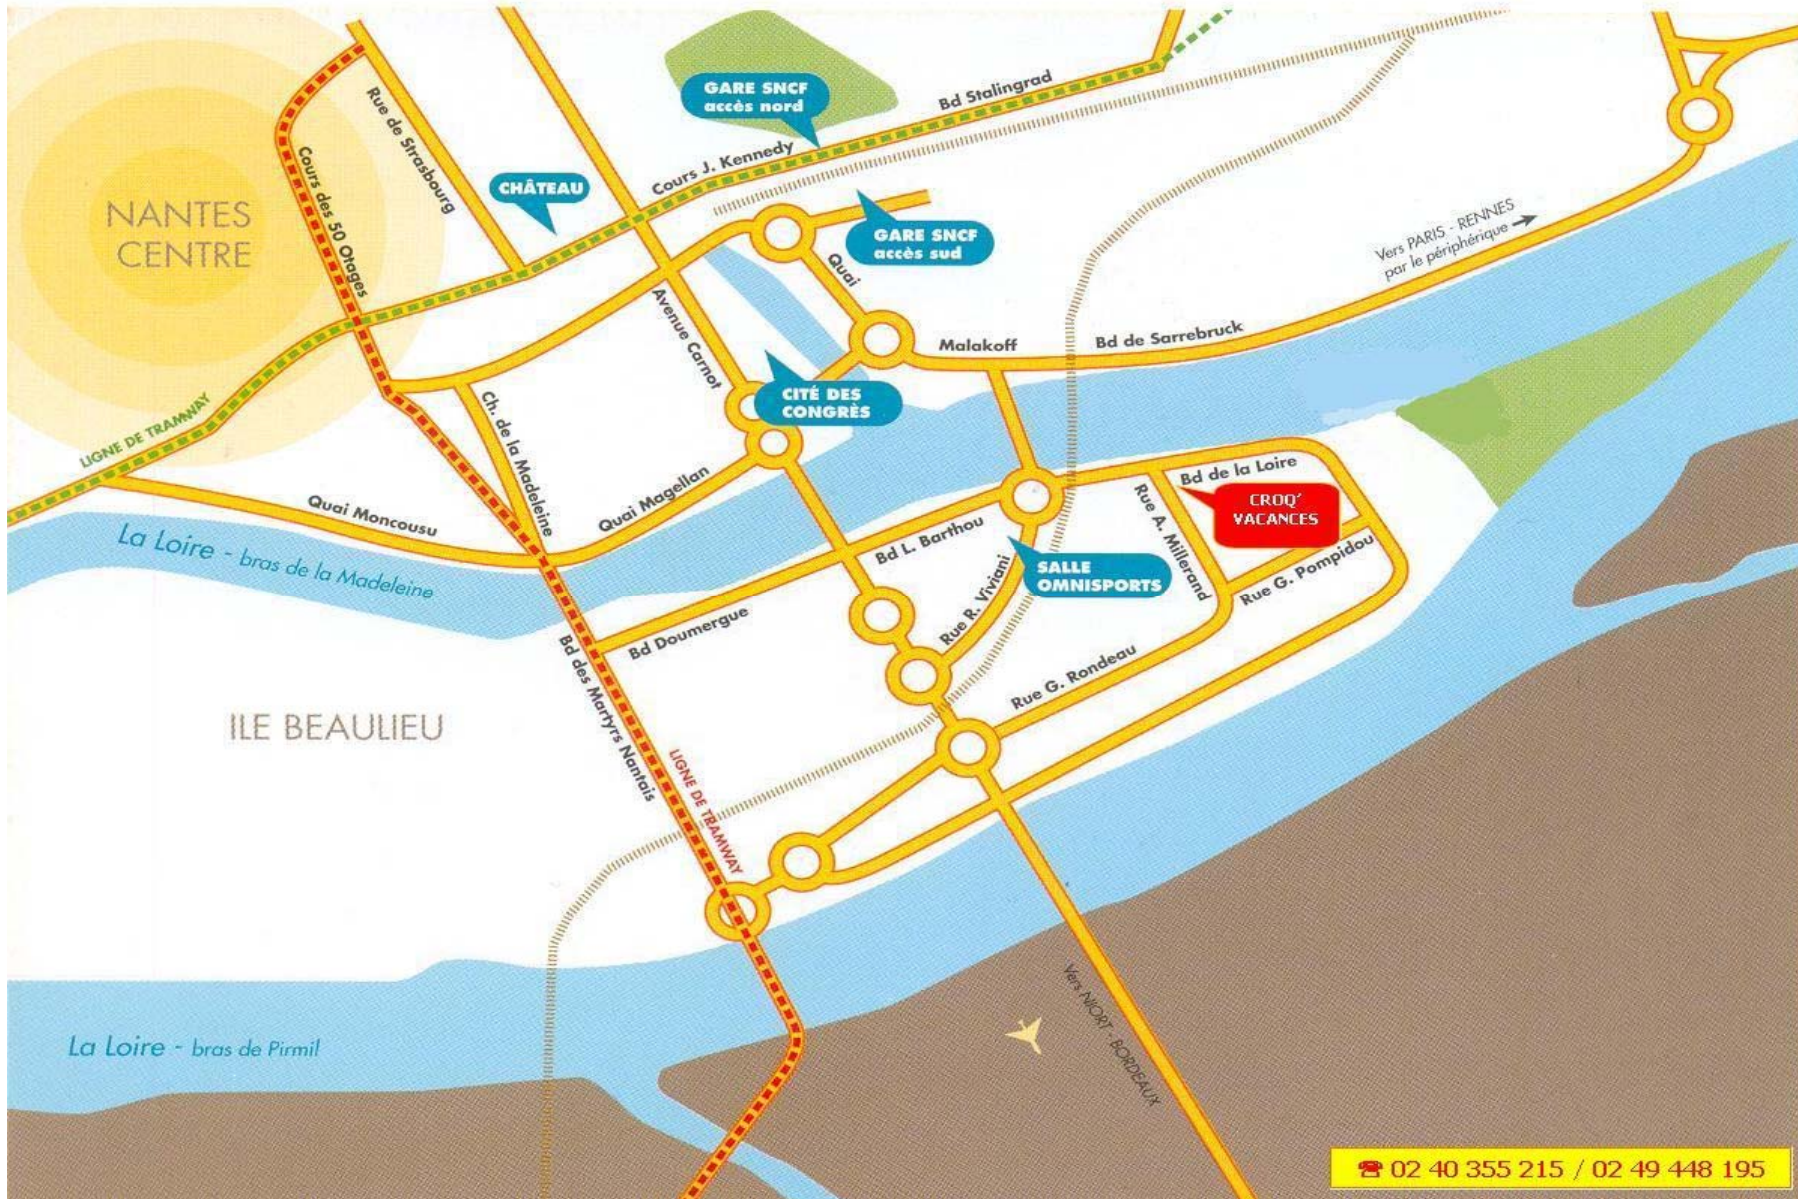 NANTES
CENTRE
Rue de Strasbourg
Cours des 50 Otages
CHÂTEAU
GARE SNCF
accès nord
Bd Stalingrad
Cours J. Kennedy
GARE SNCF
accès sud
Quai
Malakoff
Bd de Sarrebruck
Vers PARIS - RENNES
par le périphérique
Avenue Carnot
CITÉ DES
CONGRÈS
LIGNE DE TRAMWAY
Ch. de la Madeleine
Quai Moncousu
Quai Magellan
La Loire - bras de la Madeleine
Bd L. Barthou
Bd de la Loire
CROQ'
VACANCES
Rue A. Millerand
Rue G. Pompidou
SALLE
OMNISPORTS
Rue R. Viviani
Bd Doumergue
Rue G. Rondeau
Bd des Martyrs Nantais
ILE BEAULIEU
LIGNE DE TRAMWAY
La Loire - bras de Pirmil
Vers NIORT - BORDEAUX
☎ 02 40 355 215 / 02 49 448 195